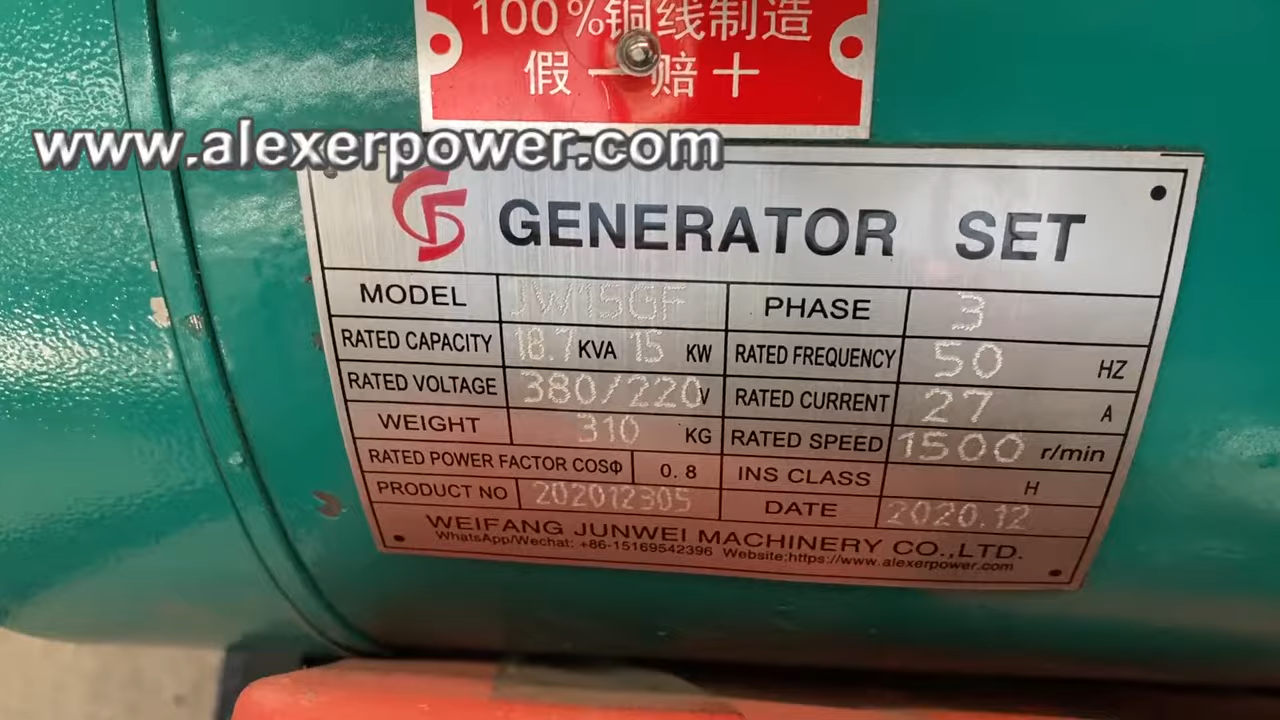 100%铜线制造
假一赔十
www.alexerpower.com
GENERATOR SET
MODEL JW15GF PHASE 3
RATED CAPACITY 18.7 KVA 15 KW RATED FREQUENCY 50 HZ
RATED VOLTAGE 380/220 V RATED CURRENT 27 A
WEIGHT 310 KG RATED SPEED 1500 r/min
RATED POWER FACTOR COSΦ 0.8 INS CLASS H
PRODUCT NO 202012305 DATE 2020.12
WEIFANG JUNWEI MACHINERY CO.,LTD.
WhatsApp/Wechat: +86-15169542396 Website:https://www.alexerpower.com